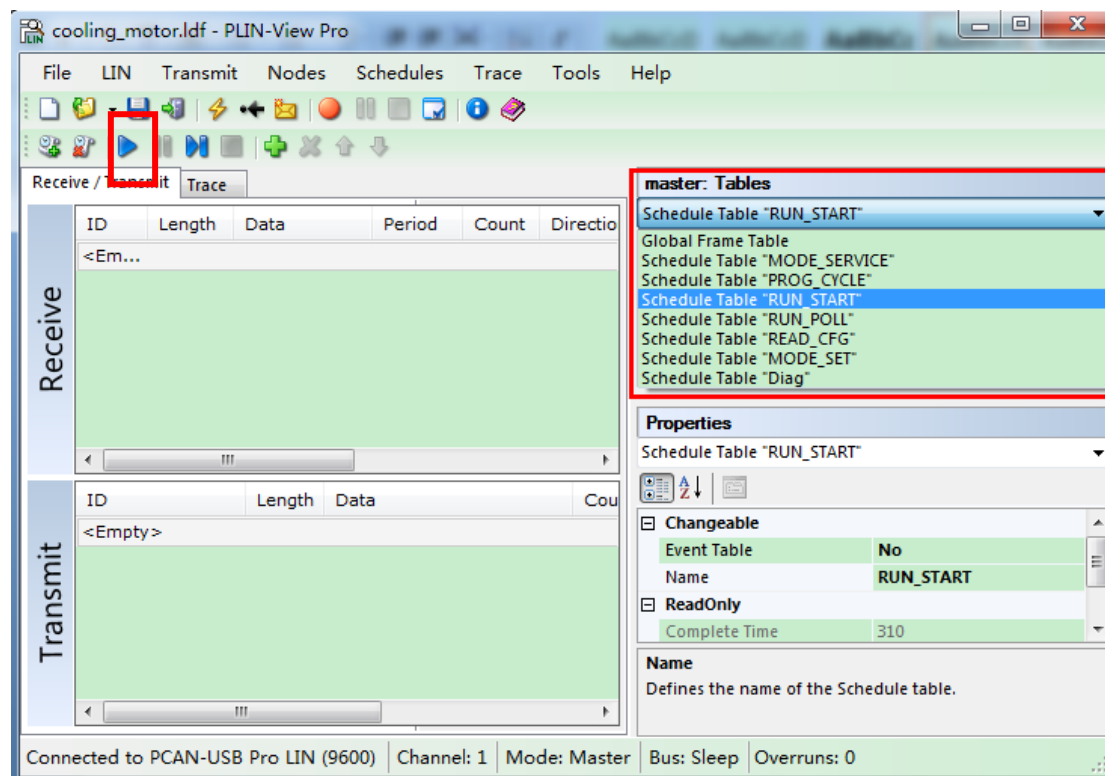 cooling_motor.ldf - PLIN-View Pro
File LIN Transmit Nodes Schedules Trace Tools Help
Receive / Transmit Trace
master: Tables
Schedule Table "RUN_START"
Global Frame Table
Schedule Table "MODE_SERVICE"
Schedule Table "PROG_CYCLE"
Schedule Table "RUN_START"
Schedule Table "RUN_POLL"
Schedule Table "READ_CFG"
Schedule Table "MODE_SET"
Schedule Table "Diag"
Receive
ID Length Data Period Count Directio
<Em...
Properties
Schedule Table "RUN_START"
Changeable
Event Table No
Name RUN_START
ReadOnly
Complete Time 310
Name
Defines the name of the Schedule table.
Transmit
ID Length Data Cou
<Empty>
Connected to PCAN-USB Pro LIN (9600) Channel: 1 Mode: Master Bus: Sleep Overruns: 0